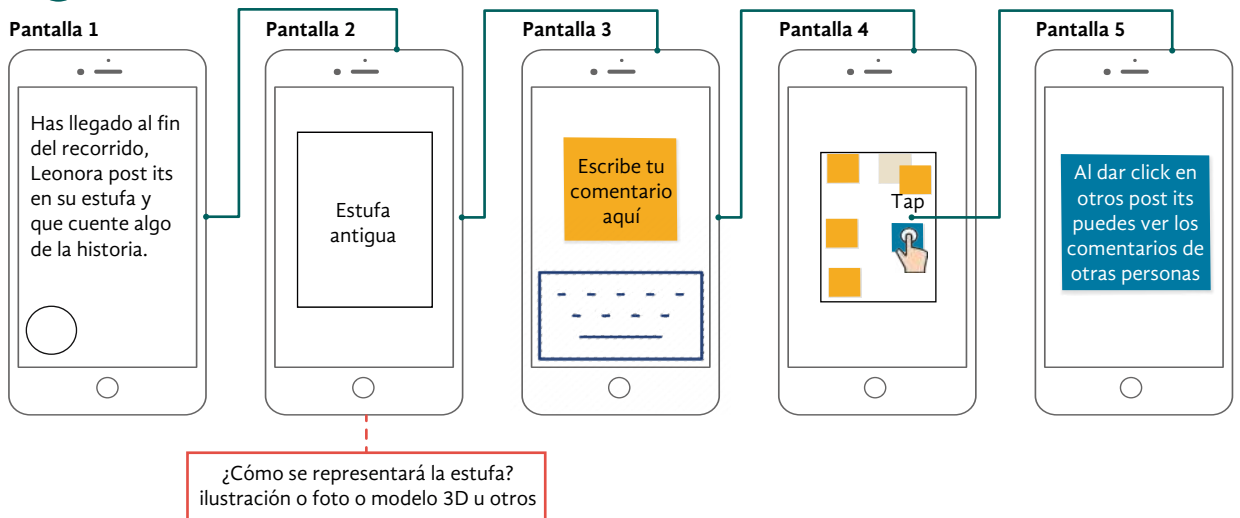 Pantalla 1
Has llegado al fin
del recorrido,
Leonora post its
en su estufa y
que cuente algo
de la historia.
Pantalla 2
Estufa
antigua
¿Cómo se representará la estufa?
ilustración o foto o modelo 3D u otros
Pantalla 3
Escribe tu
comentario
aquí
Pantalla 4
Tap
Pantalla 5
Al dar click en
otros post its
puedes ver los
comentarios de
otras personas